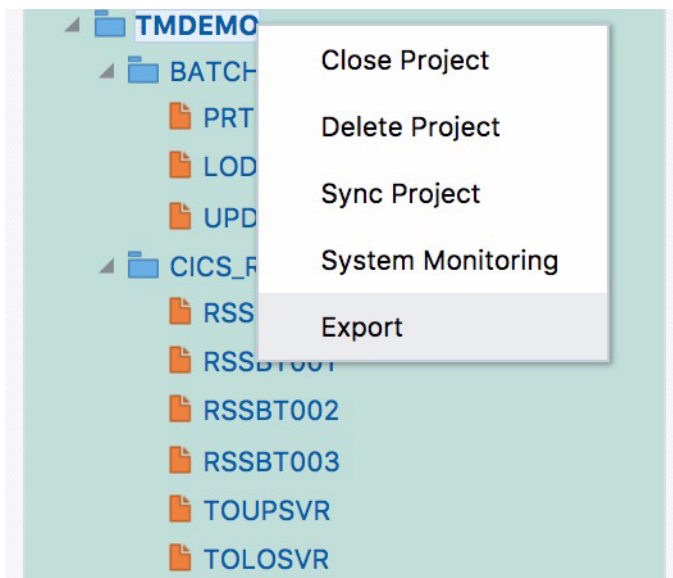 TMDEMO
Close Project
BATCH
PRT
Delete Project
LOD
Sync Project
UPD
System Monitoring
CICS_R
RSS
Export
RSSBT001
RSSBT002
RSSBT003
TOUPSVR
TOLOSVR